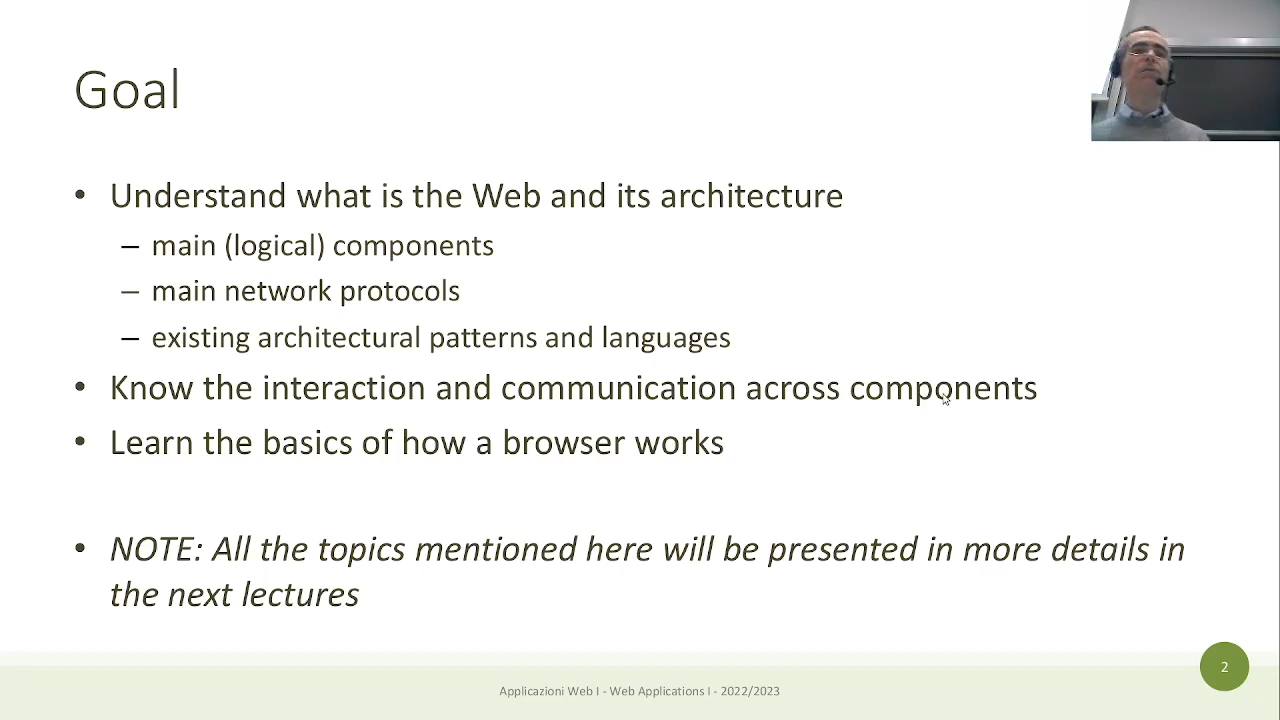 Goal
• Understand what is the Web and its architecture
– main (logical) components
– main network protocols
– existing architectural patterns and languages
• Know the interaction and communication across components
• Learn the basics of how a browser works
• NOTE: All the topics mentioned here will be presented in more details in
the next lectures
2
Applicazioni Web I - Web Applications I - 2022/2023